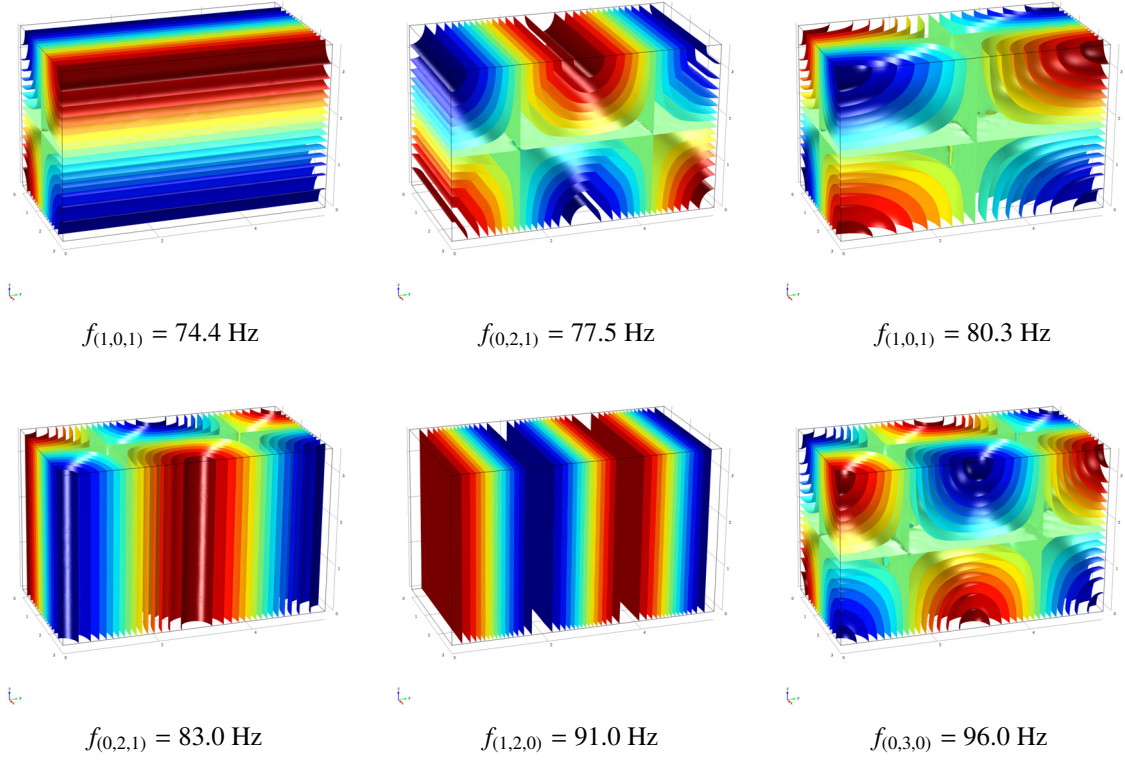 f(1,0,1) = 74.4 Hz
f(0,2,1) = 77.5 Hz
f(1,0,1) = 80.3 Hz
f(0,2,1) = 83.0 Hz
f(1,2,0) = 91.0 Hz
f(0,3,0) = 96.0 Hz